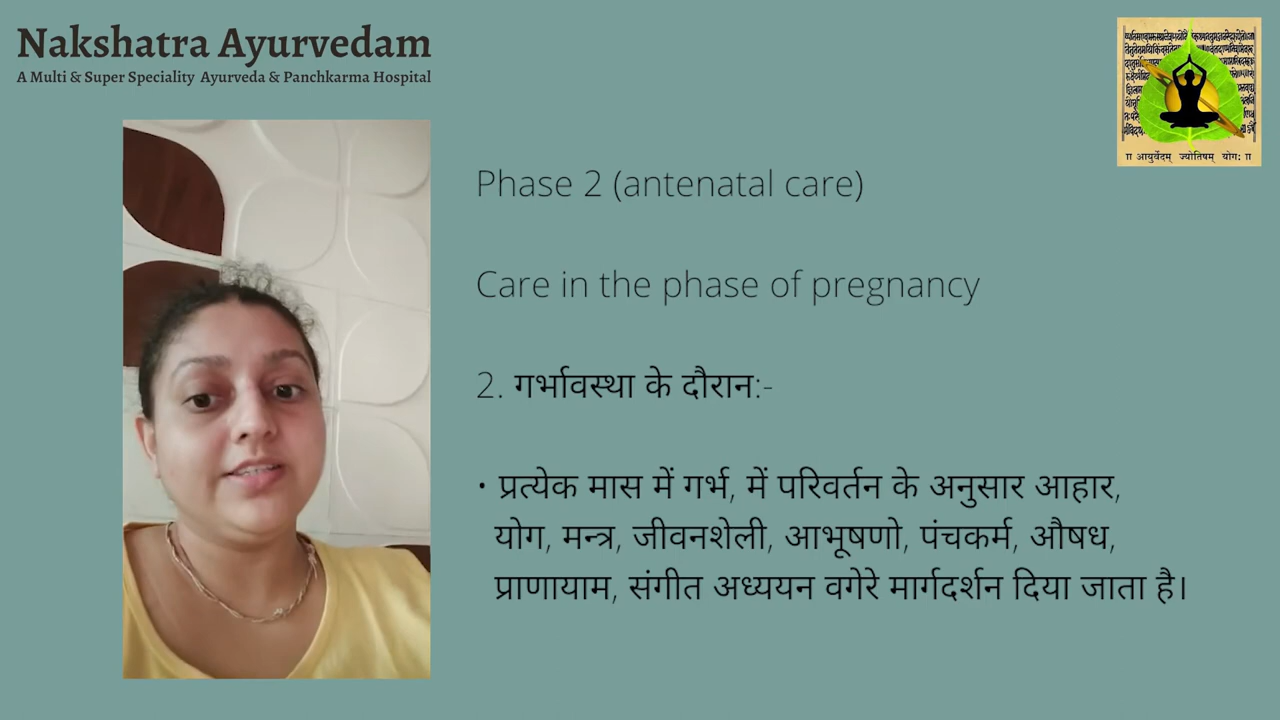 Nakshatra Ayurvedam
A Multi & Super Speciality Ayurveda & Panchkarma Hospital
॥ आयुर्वेदम् ज्योतिषम् योगः ॥
Phase 2 (antenatal care)
Care in the phase of pregnancy
2. गर्भावस्था के दौरान:-
• प्रत्येक मास में गर्भ, में परिवर्तन के अनुसार आहार,
योग, मन्त्र, जीवनशेली, आभूषणो, पंचकर्म, औषध,
प्राणायाम, संगीत अध्ययन वगेरे मार्गदर्शन दिया जाता है।